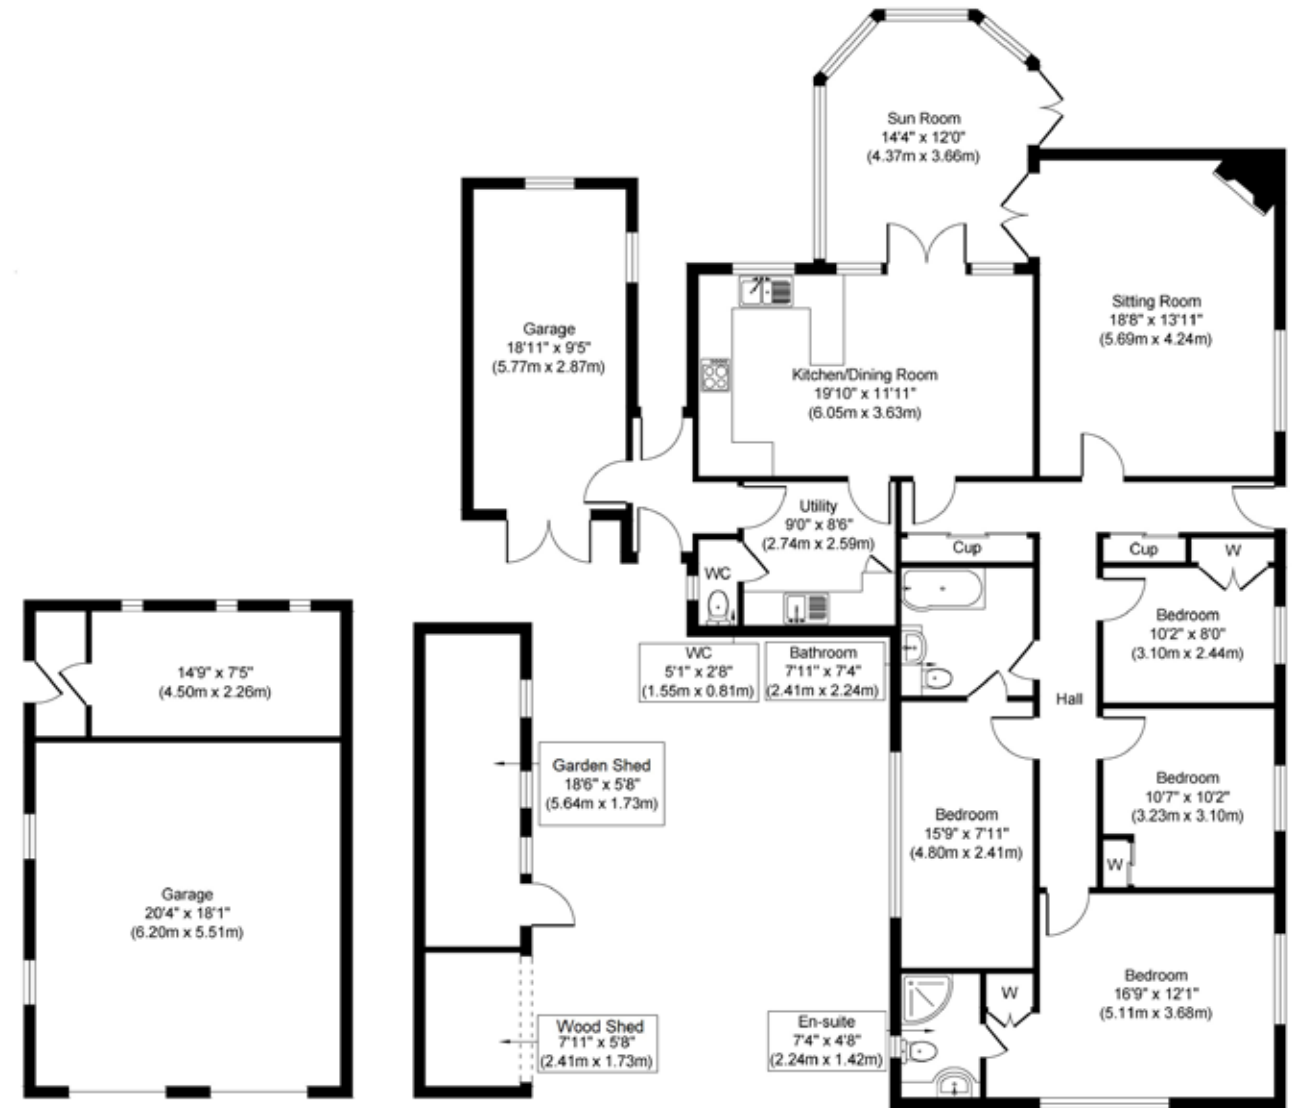 Sun Room
14'4" x 12'0"
(4.37m x 3.66m)
Garage
18'11" x 9'5"
(5.77m x 2.87m)
Sitting Room
18'8" x 13'11"
(5.69m x 4.24m)
Kitchen/Dining Room
19'10" x 11'11"
(6.05m x 3.63m)
Utility
9'0" x 8'6"
(2.74m x 2.59m)
Cup
Cup
W
WC
Bedroom
10'2" x 8'0"
(3.10m x 2.44m)
WC
5'1" x 2'8"
(1.55m x 0.81m)
Bathroom
7'11" x 7'4"
(2.41m x 2.24m)
14'9" x 7'5"
(4.50m x 2.26m)
Hall
Garden Shed
18'6" x 5'8"
(5.64m x 1.73m)
Bedroom
10'7" x 10'2"
(3.23m x 3.10m)
Bedroom
15'9" x 7'11"
(4.80m x 2.41m)
W
Garage
20'4" x 18'1"
(6.20m x 5.51m)
Bedroom
16'9" x 12'1"
(5.11m x 3.68m)
W
Wood Shed
7'11" x 5'8"
(2.41m x 1.73m)
En-suite
7'4" x 4'8"
(2.24m x 1.42m)